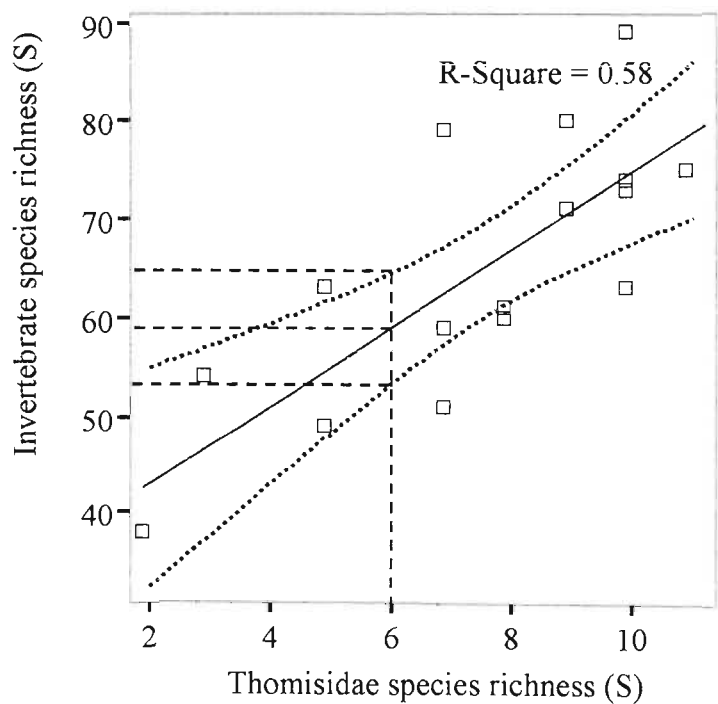 90
80
70
60
50
40
Invertebrate species richness (S)
R-Square = 0.58
2 4 6 8 10
Thomisidae species richness (S)